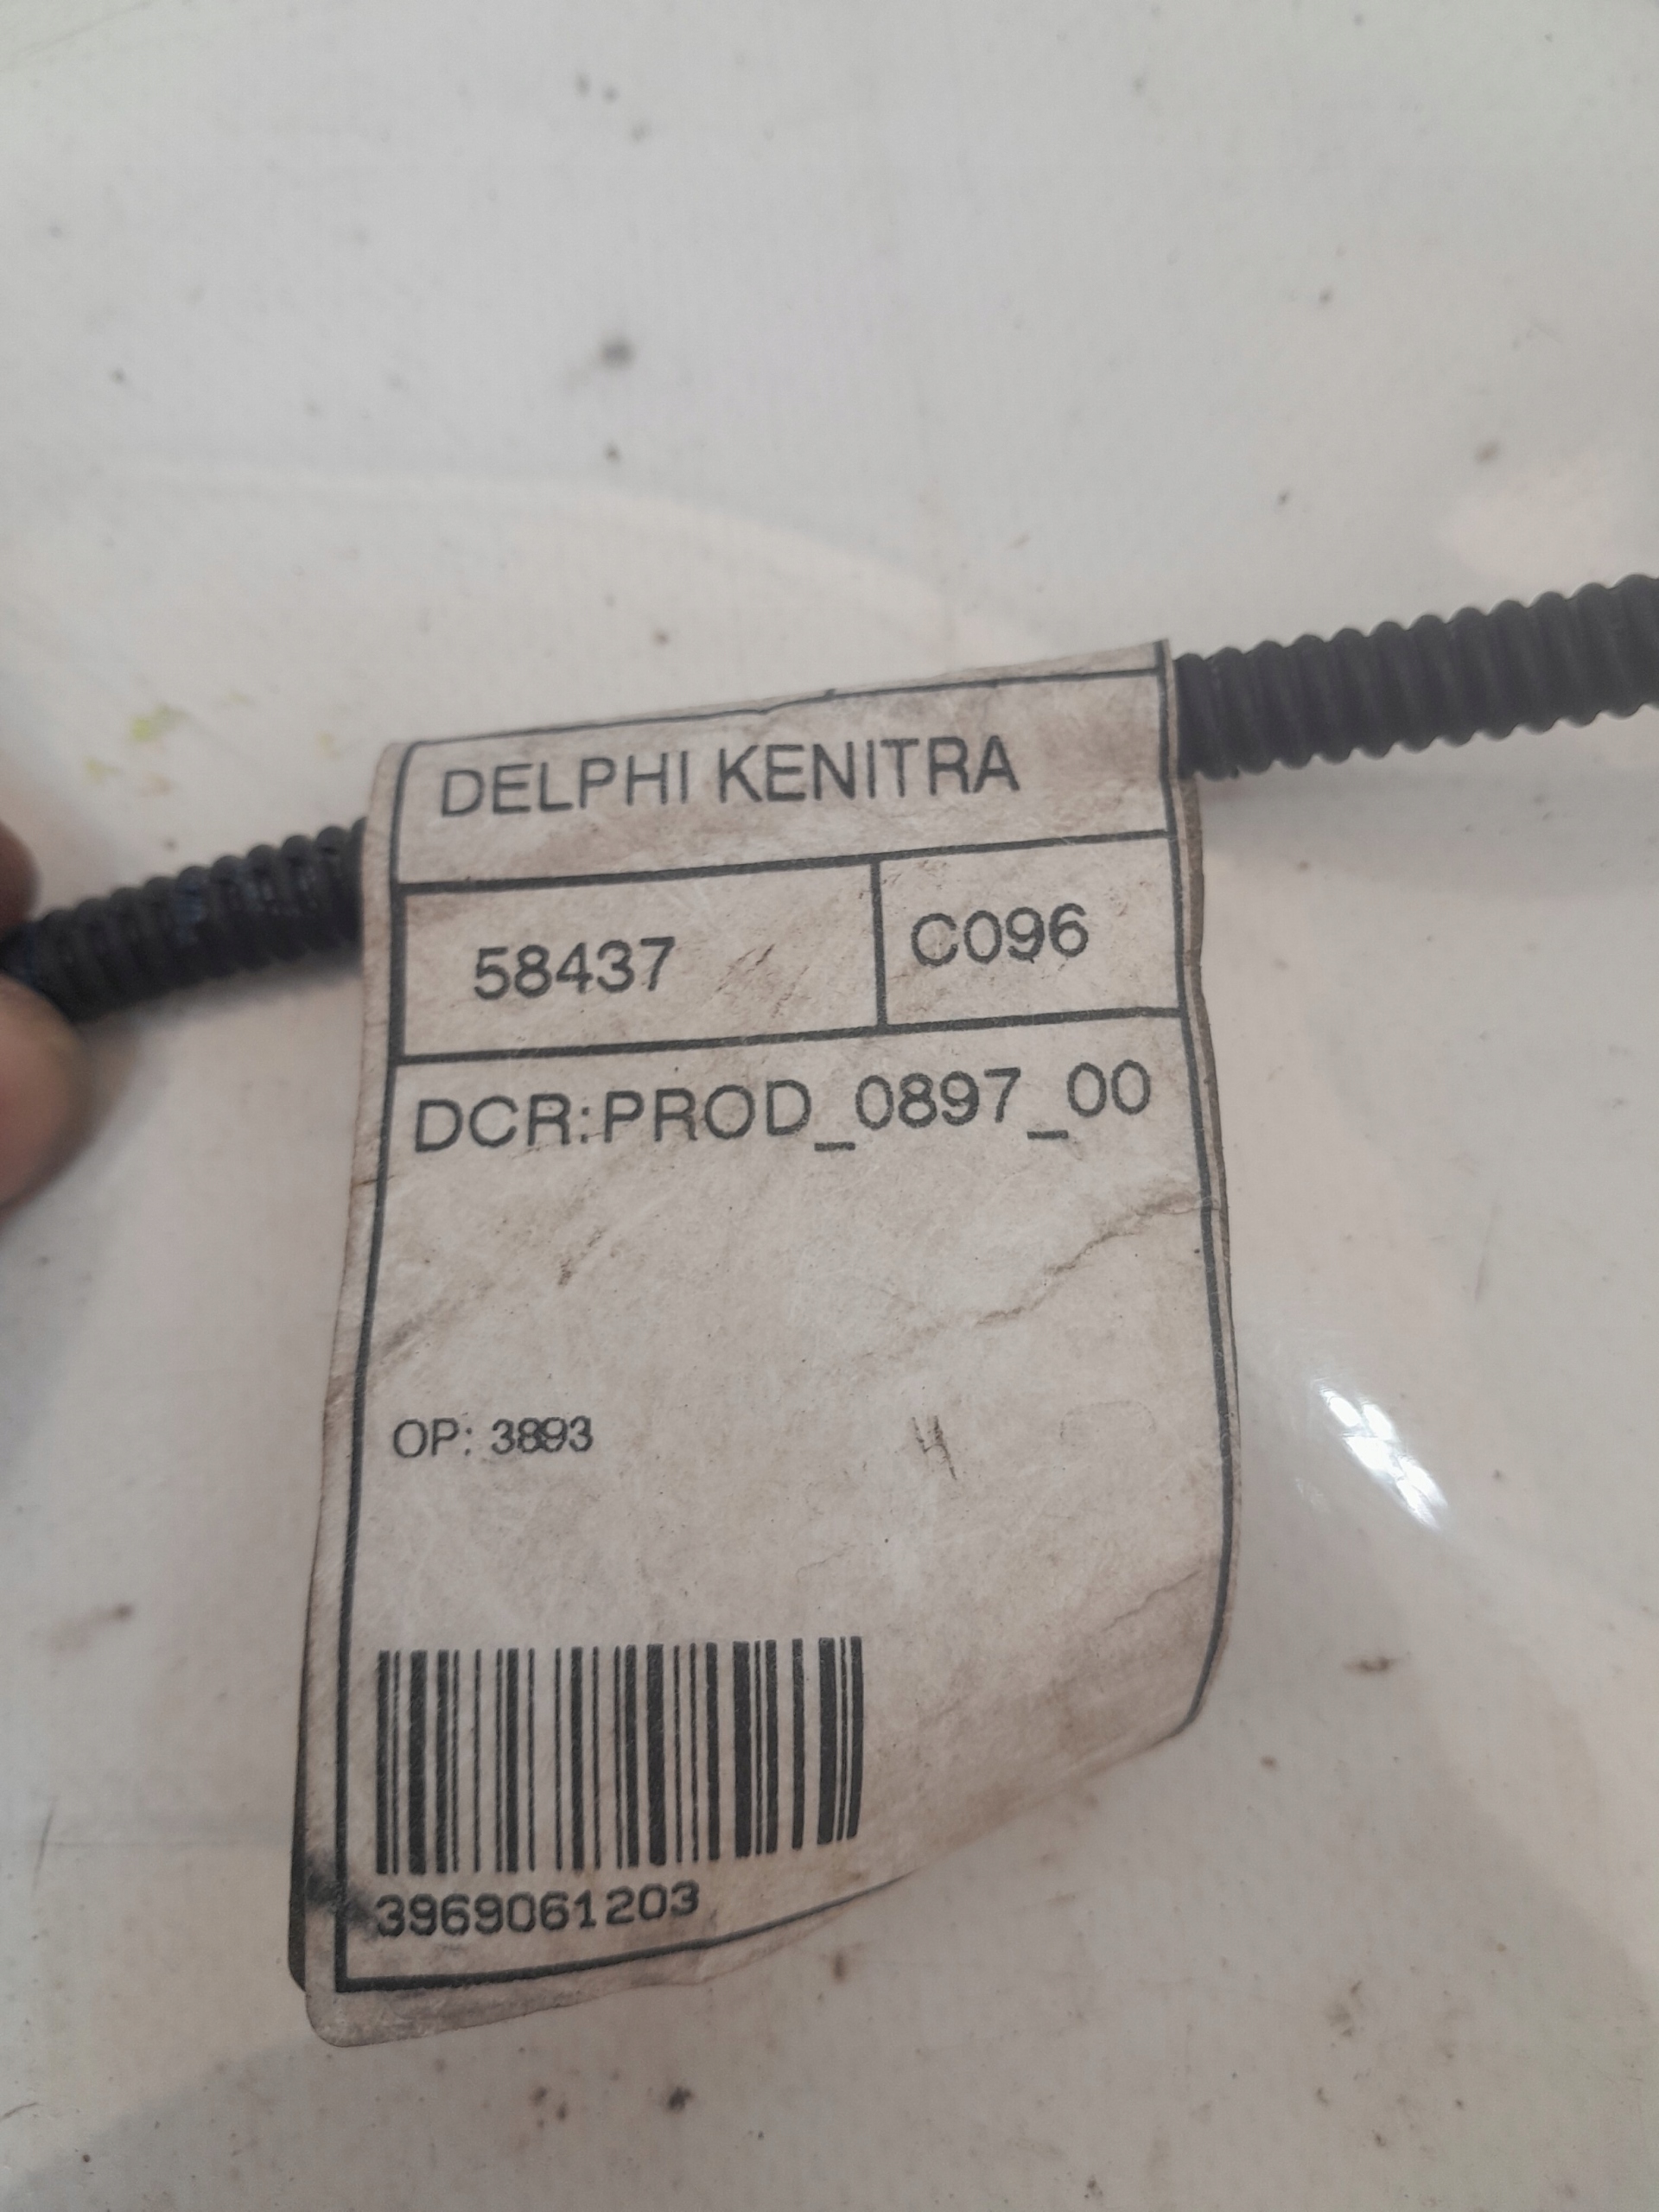 DELPHI KENITRA
58437 C096
DCR:PROD_0897_00
OP: 3893
3969061203